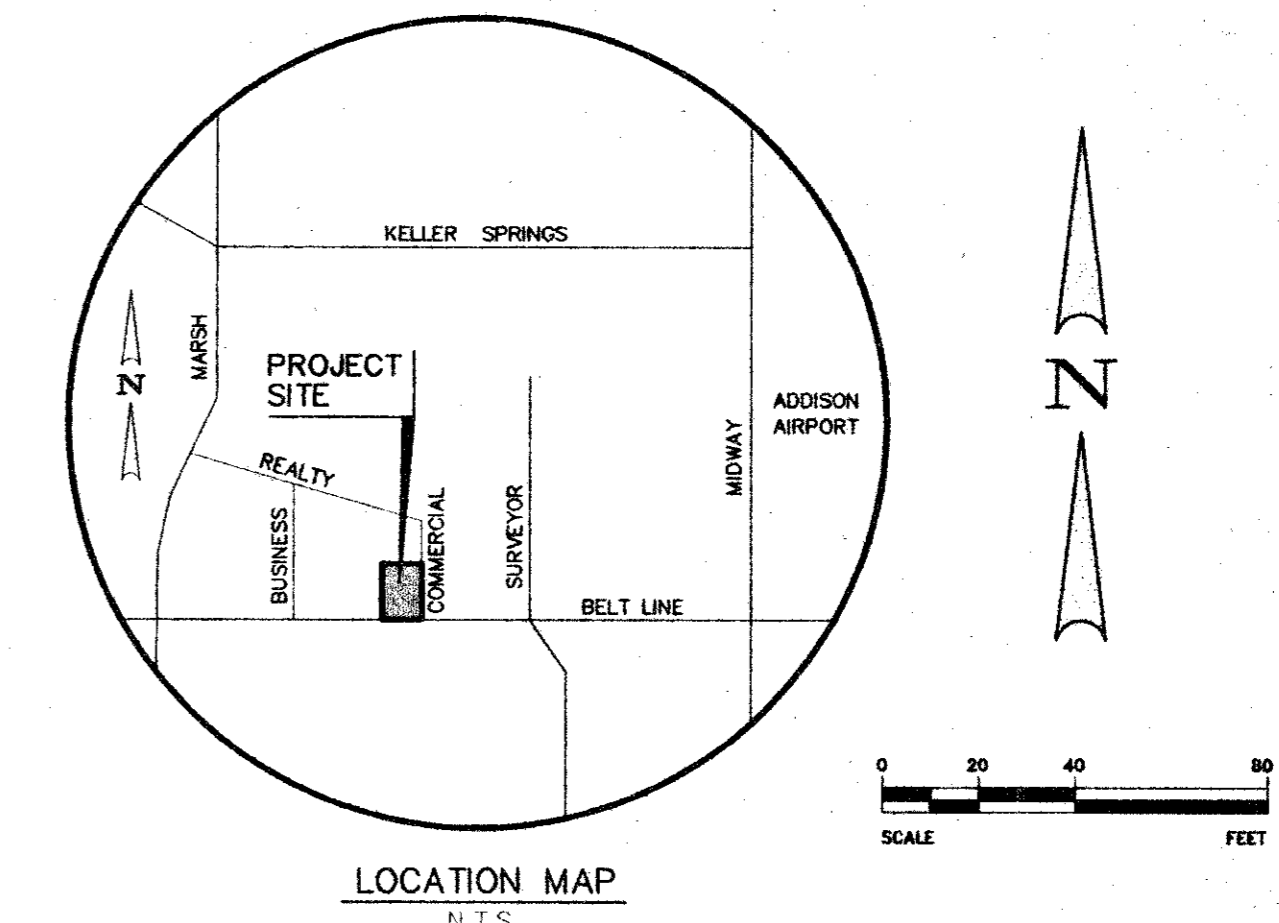 KELLER SPRINGS
MARSH
N
PROJECT
SITE
ADDISON
AIRPORT
MIDWAY
REALTY
BUSINESS
COMMERCIAL
SURVEYOR
BELT LINE
N
0 20 40 80
SCALE FEET
LOCATION MAP
N.T.S.